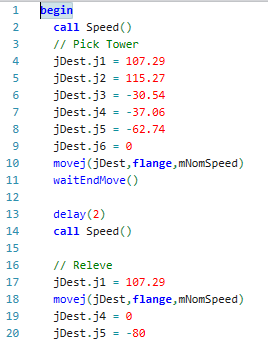 1 begin
2 call Speed()
3 // Pick Tower
4 jDest.j1 = 107.29
5 jDest.j2 = 115.27
6 jDest.j3 = -30.54
7 jDest.j4 = -37.06
8 jDest.j5 = -62.74
9 jDest.j6 = 0
10 movej(jDest,flange,mNomSpeed)
11 waitEndMove()
12
13 delay(2)
14 call Speed()
15
16 // Releve
17 jDest.j1 = 107.29
18 movej(jDest,flange,mNomSpeed)
19 jDest.j4 = 0
20 jDest.j5 = -80